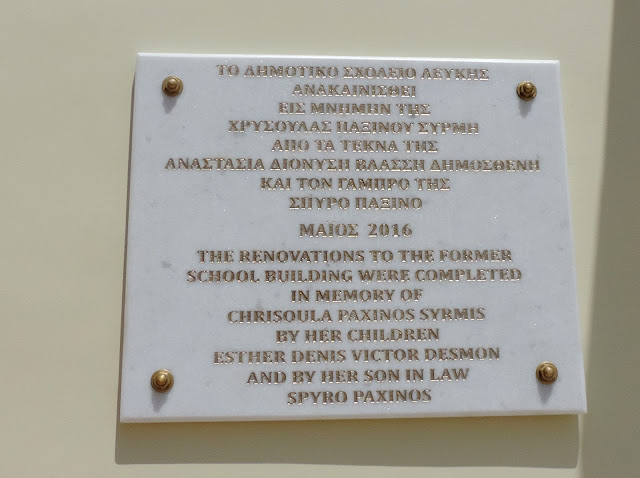 ΤΟ ΔΗΜΟΤΙΚΟ ΣΧΟΛΕΙΟ ΛΕΥΚΗΣ
ΑΝΑΚΑΙΝΙΣΘΕΙ
ΕΙΣ ΜΝΗΜΗΝ ΤΗΣ
ΧΡΥΣΟΥΛΑΣ ΠΑΞΙΝΟΥ ΣΥΡΜΗ
ΑΠΟ ΤΑ ΤΕΚΝΑ ΤΗΣ
ΑΝΑΣΤΑΣΙΑ ΔΙΟΝΥΣΗ ΒΛΑΣΣΗ ΔΗΜΟΣΘΕΝΗ
ΚΑΙ ΤΟΝ ΓΑΜΠΡΟ ΤΗΣ
ΣΠΥΡΟ ΠΑΞΙΝΟ
ΜΑΪΟΣ 2016
THE RENOVATIONS TO THE FORMER
SCHOOL BUILDING WERE COMPLETED
IN MEMORY OF
CHRISOULA PAXINOS SYRMIS
BY HER CHILDREN
ESTHER DENIS VICTOR DESMON
AND BY HER SON IN LAW
SPYRO PAXINOS